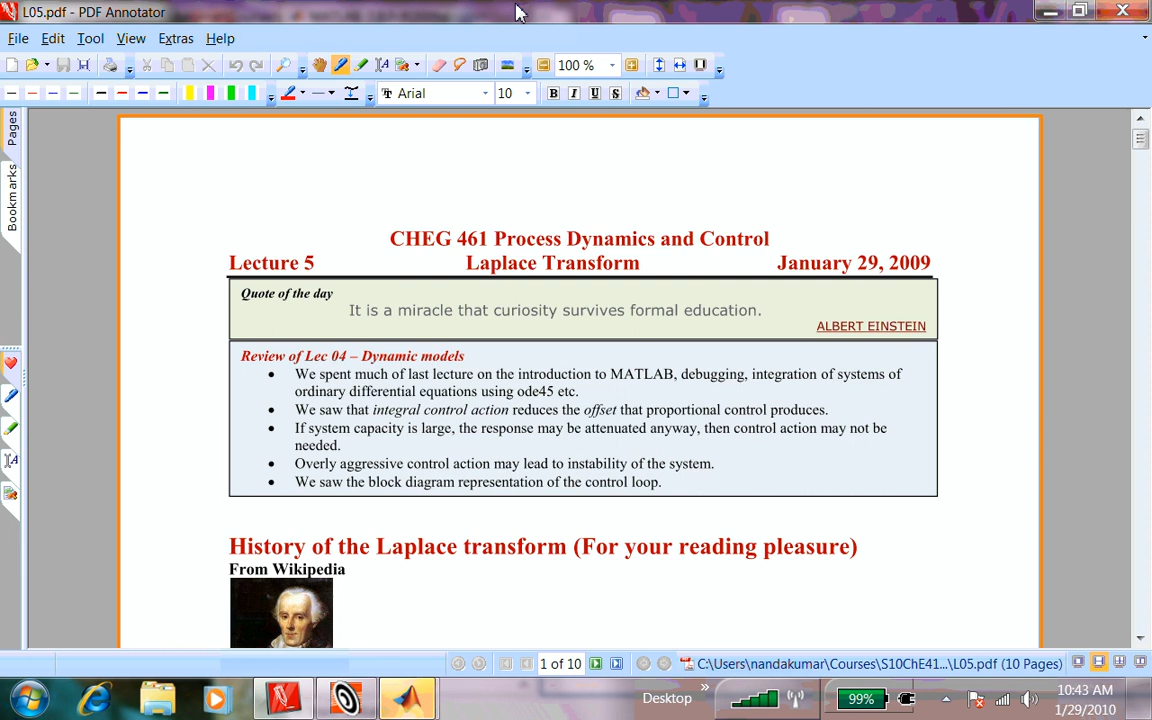 L05.pdf - PDF Annotator
File Edit Tool View Extras Help
100 %
Arial 10 B I U S
Pages
Bookmarks
CHEG 461 Process Dynamics and Control
Lecture 5 Laplace Transform January 29, 2009
Quote of the day
It is a miracle that curiosity survives formal education.
ALBERT EINSTEIN
Review of Lec 04 – Dynamic models
• We spent much of last lecture on the introduction to MATLAB, debugging, integration of systems of
ordinary differential equations using ode45 etc.
• We saw that integral control action reduces the offset that proportional control produces.
• If system capacity is large, the response may be attenuated anyway, then control action may not be
needed.
• Overly aggressive control action may lead to instability of the system.
• We saw the block diagram representation of the control loop.
History of the Laplace transform (For your reading pleasure)
From Wikipedia
1 of 10 C:\Users\nandakumar\Courses\S10ChE41...\L05.pdf (10 Pages)
Desktop » 99% 10:43 AM
1/29/2010